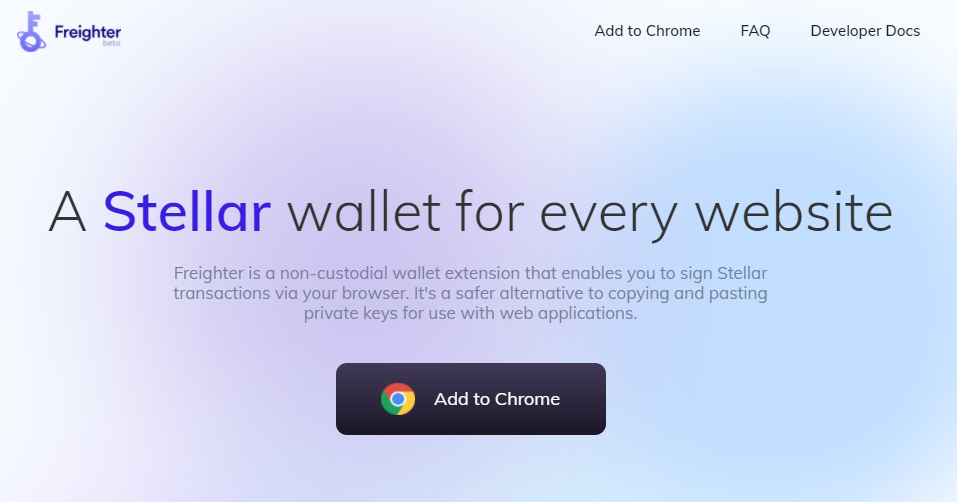 Freighter
beta
Add to Chrome
FAQ
Developer Docs
A Stellar wallet for every website
Freighter is a non-custodial wallet extension that enables you to sign Stellar
transactions via your browser. It's a safer alternative to copying and pasting
private keys for use with web applications.
Add to Chrome